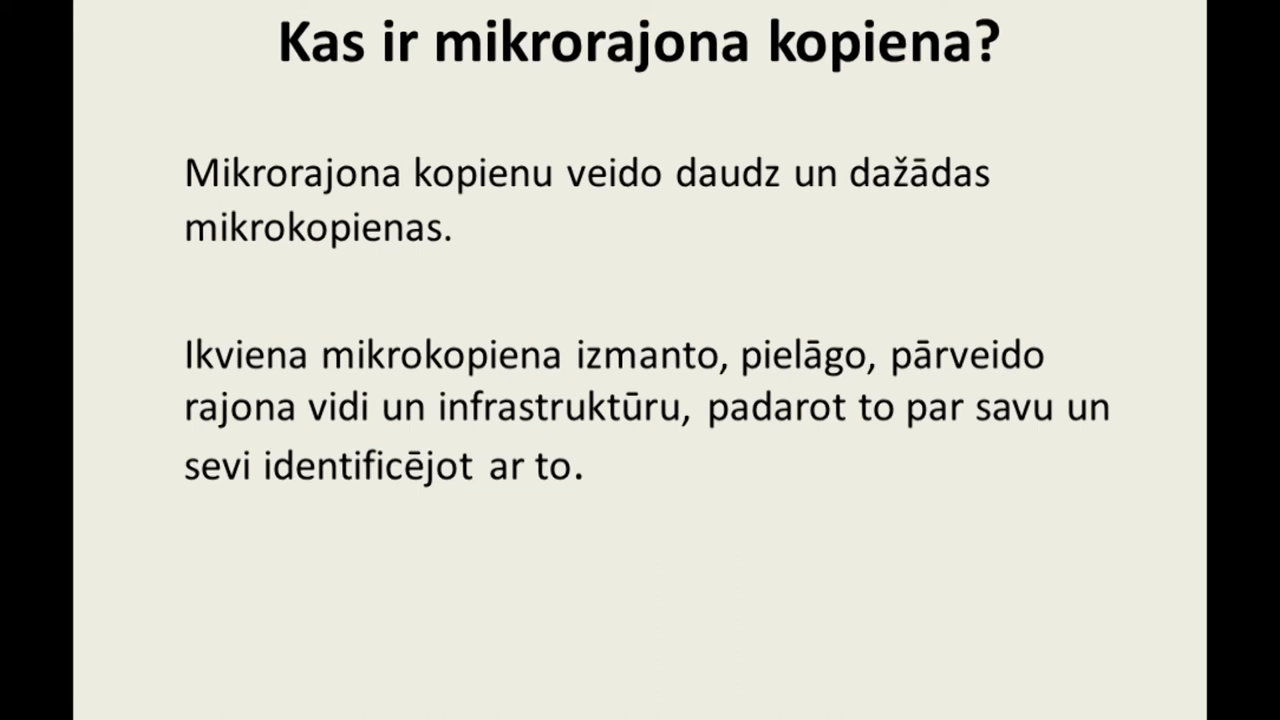 Kas ir mikrorajona kopiena?
Mikrorajona kopienu veido daudz un dažādas
mikrokopienas.
Ikviena mikrokopiena izmanto, pielāgo, pārveido
rajona vidi un infrastruktūru, padarot to par savu un
sevi identificējot ar to.